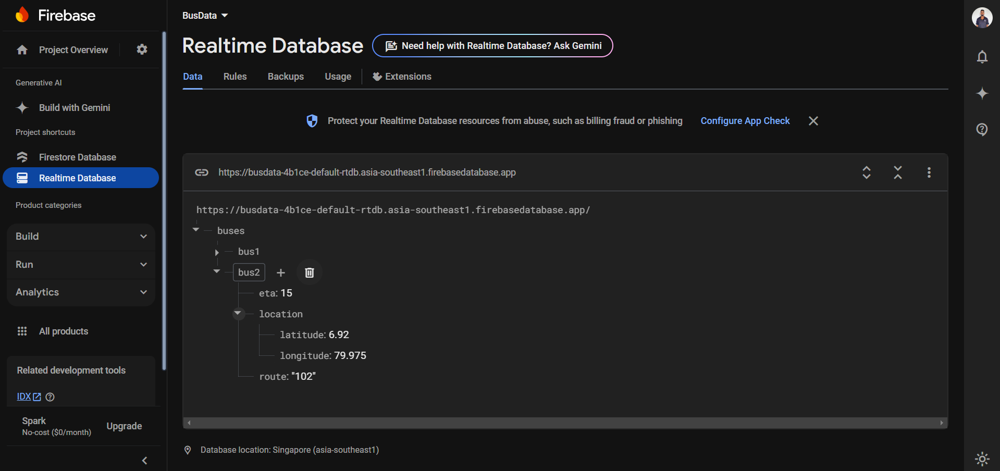 Firebase
Project Overview
Generative AI
Build with Gemini
Project shortcuts
Firestore Database
Realtime Database
Product categories
Build
Run
Analytics
All products
Related development tools
IDX
Spark
No-cost ($0/month)
Upgrade
BusData
Realtime Database
Need help with Realtime Database? Ask Gemini
Data Rules Backups Usage Extensions
Protect your Realtime Database resources from abuse, such as billing fraud or phishing Configure App Check
https://busdata-4b1ce-default-rtdb.asia-southeast1.firebasedatabase.app
https://busdata-4b1ce-default-rtdb.asia-southeast1.firebasedatabase.app/
buses
bus1
bus2
eta: 15
location
latitude: 6.92
longitude: 79.975
route: "102"
Database location: Singapore (asia-southeast1)